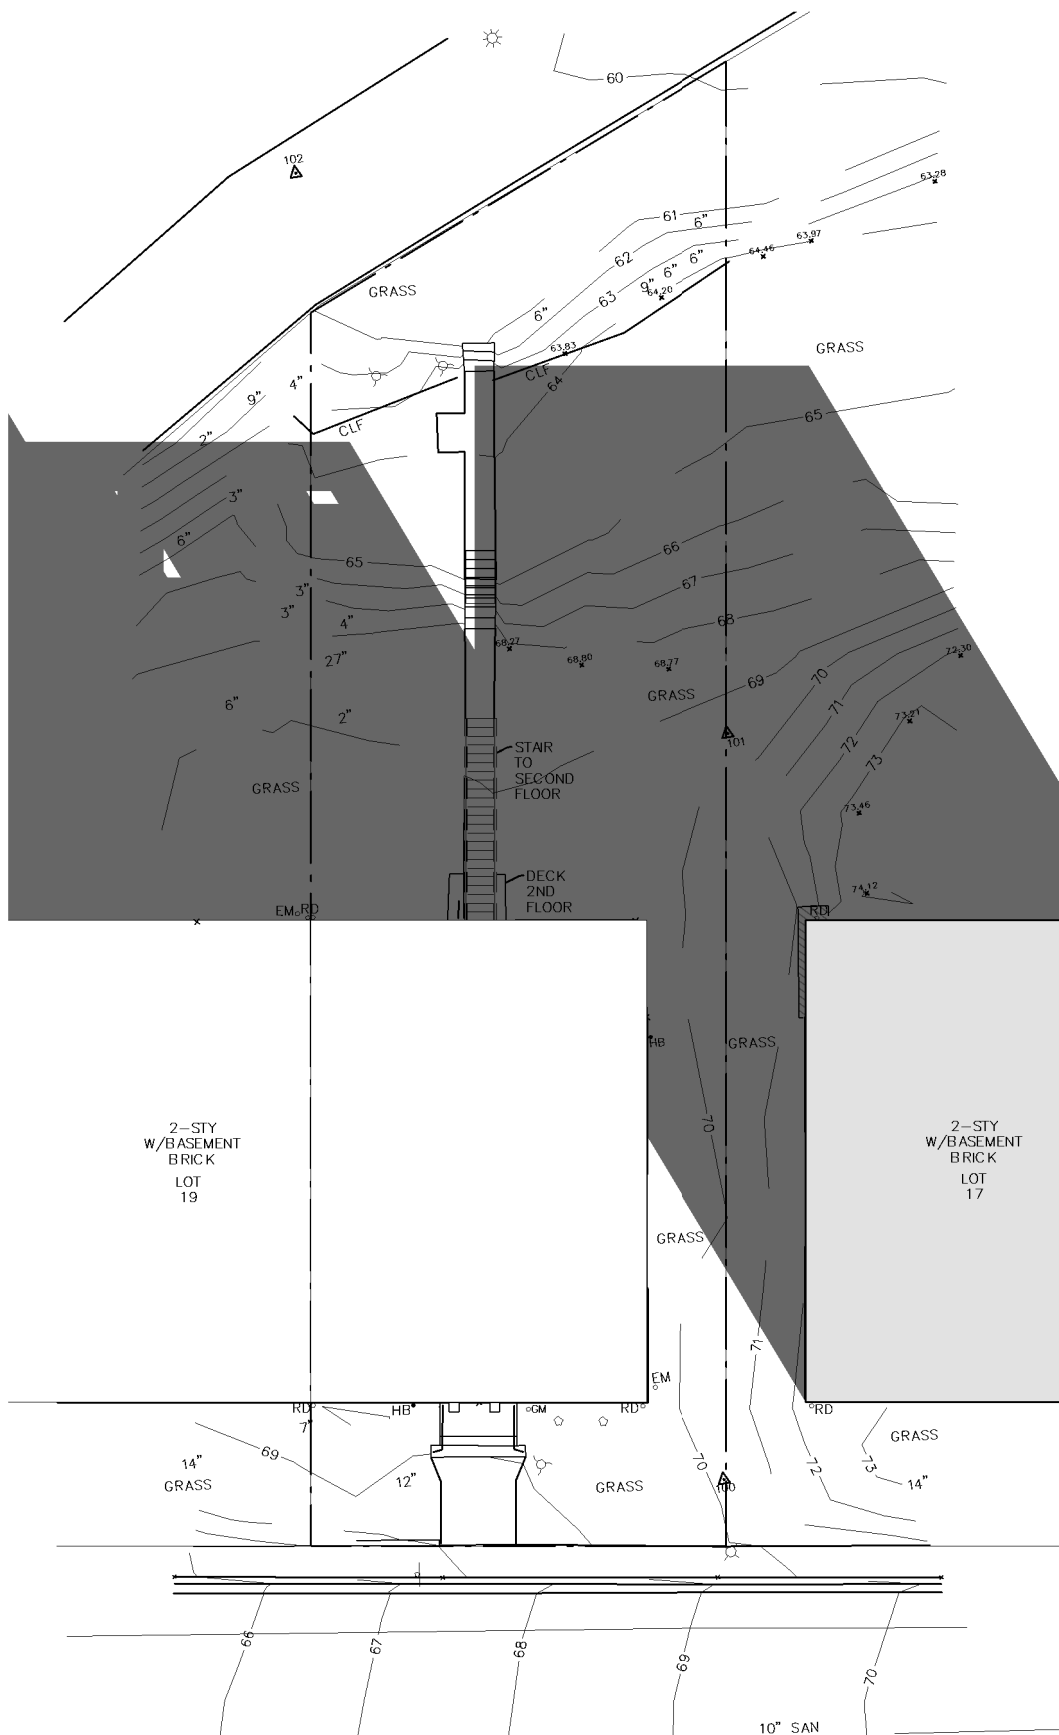 60
102
63.28
61
6"
63.97
62
64.46
6"
6"
9"
GRASS
63
64.20
6"
63.83
GRASS
CLF
64
4"
9"
65
CLF
2"
3"
6"
66
65
67
3"
3"
68
4"
68.27
68.80
68.77
72.30
27"
70
69
GRASS
6"
71
2"
73.21
101
72
STAIR
TO
SECOND
FLOOR
73
GRASS
73.46
DECK
2ND
FLOOR
74.12
EM
RD
RD
HB
GRASS
70
2-STY
W/BASEMENT
BRICK
LOT
19
2-STY
W/BASEMENT
BRICK
LOT
17
GRASS
71
EM
RD
HB
GM
RD
RD
7"
69
GRASS
14"
70
72
73
GRASS
12"
GRASS
100
14"
66
67
68
69
70
10" SAN